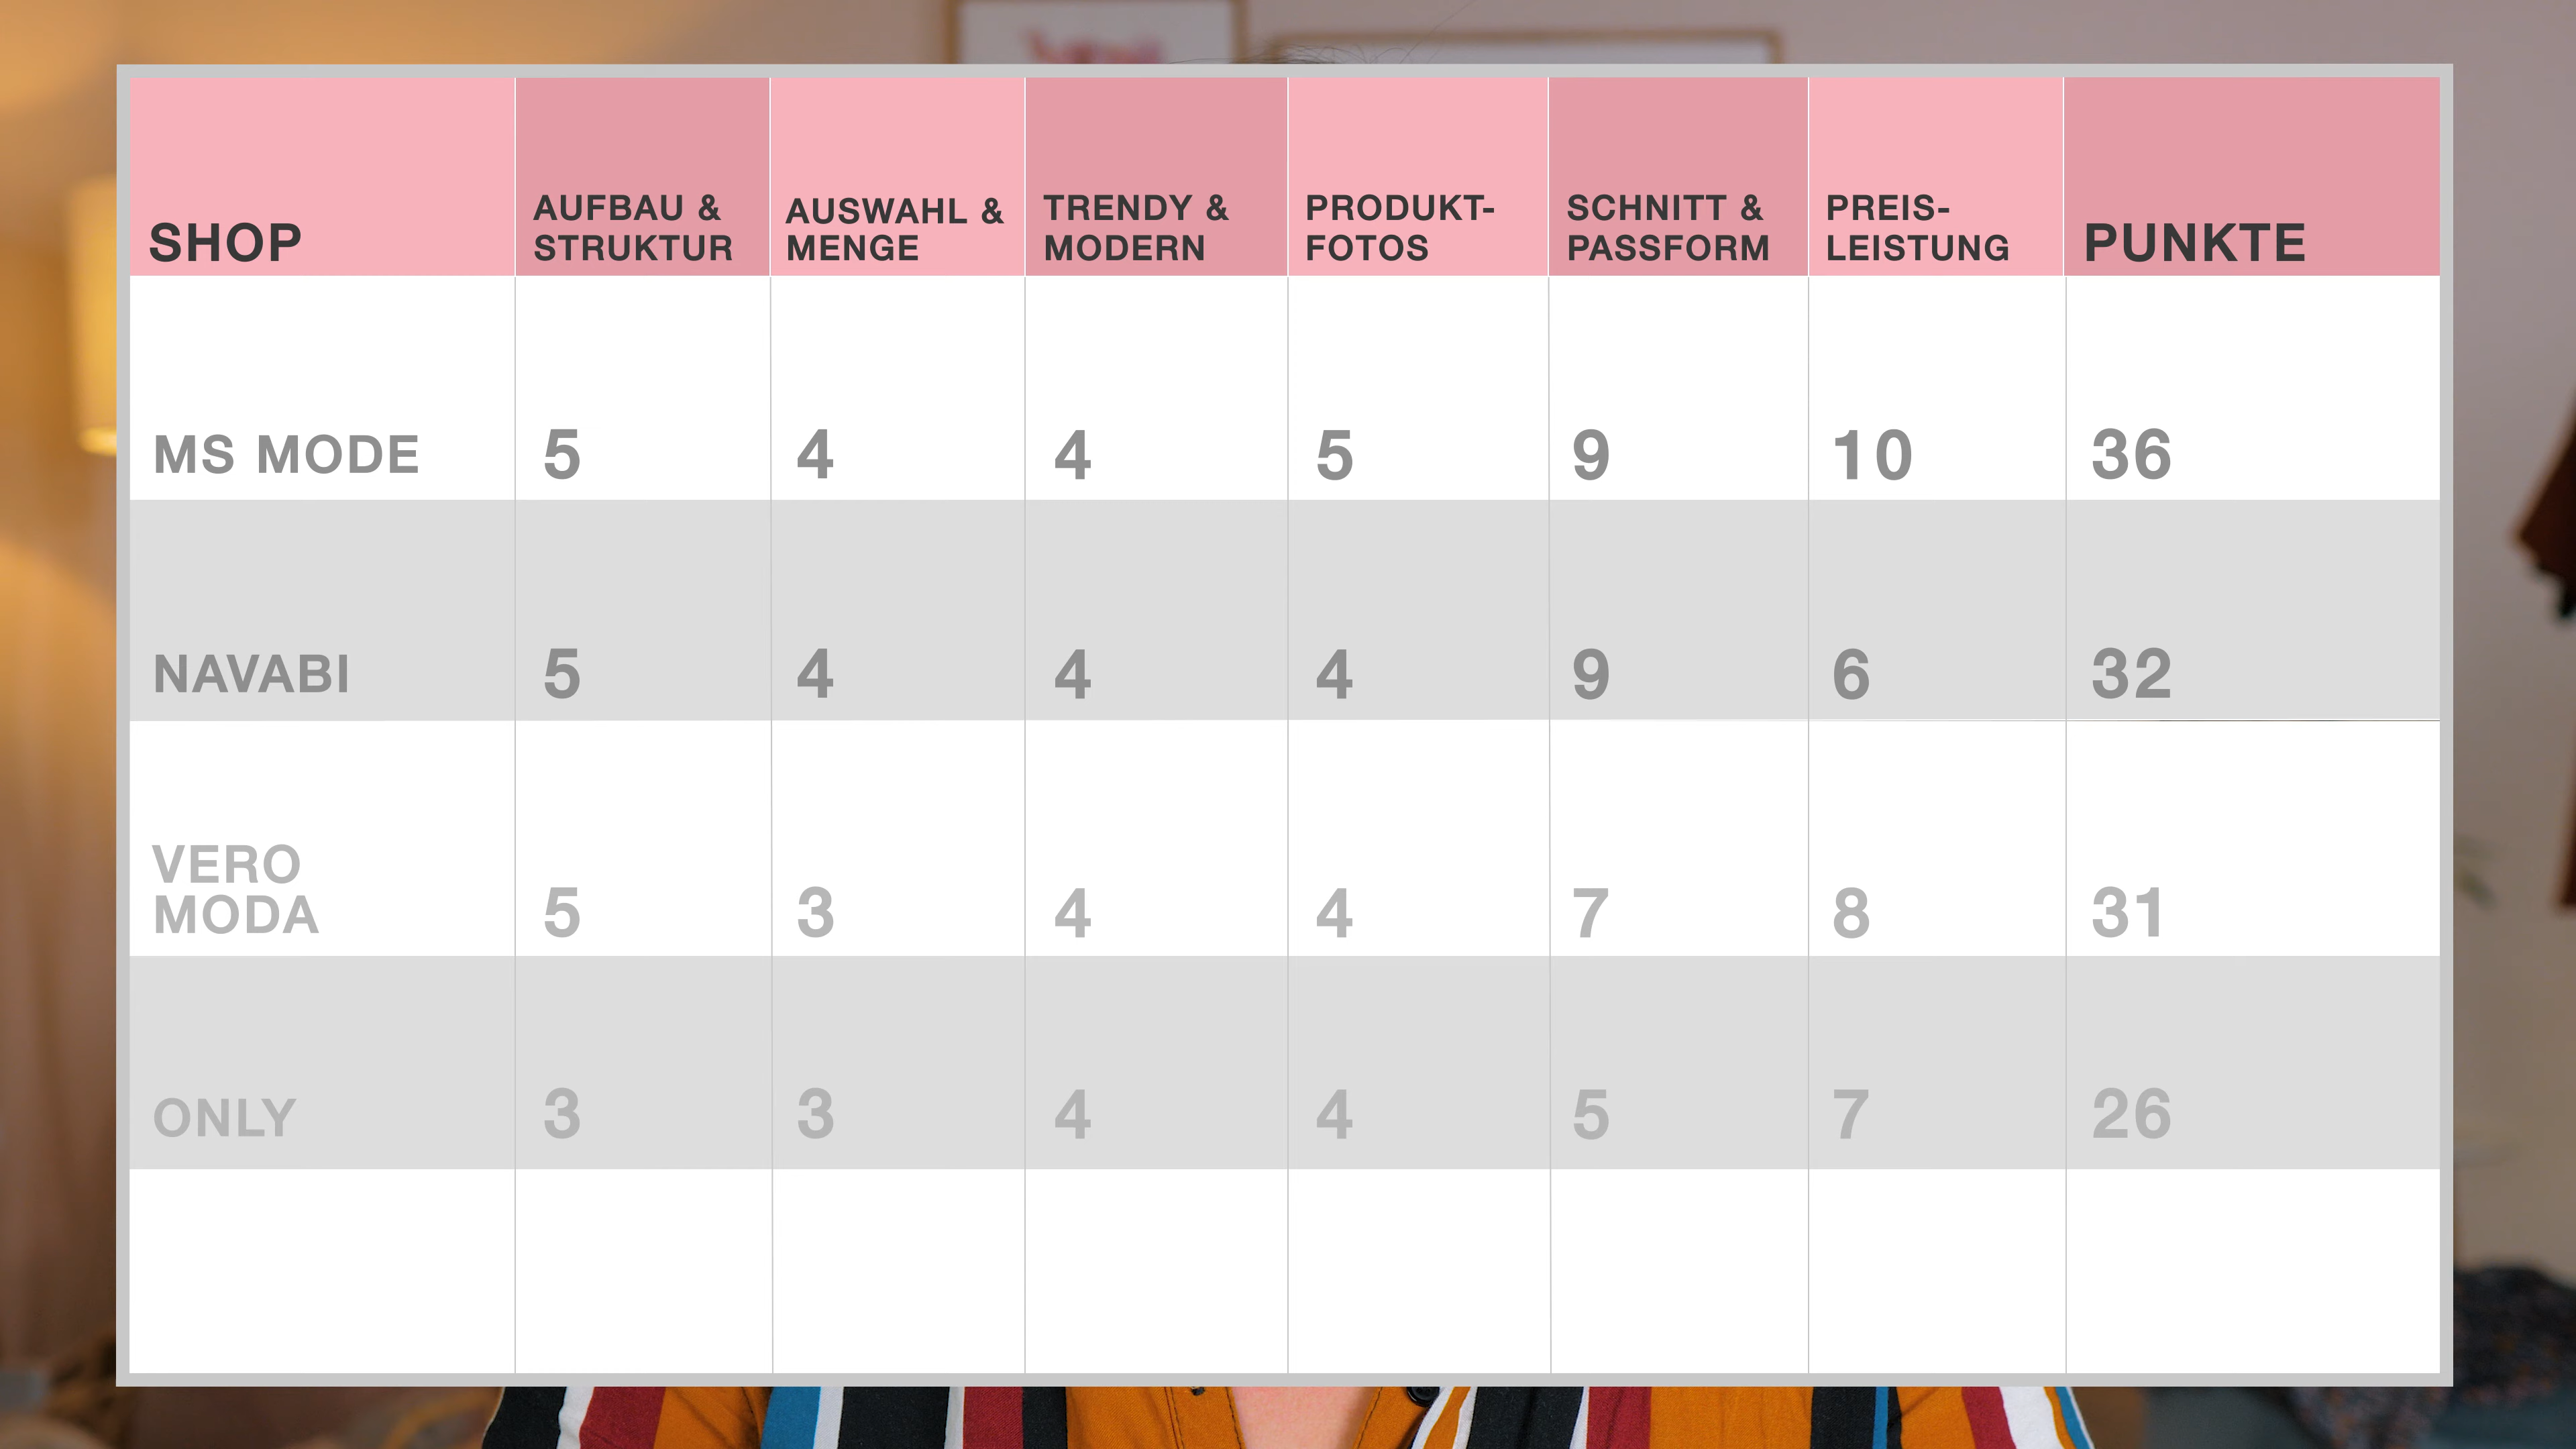 SHOP
AUFBAU &
STRUKTUR
AUSWAHL &
MENGE
TRENDY &
MODERN
PRODUKT-
FOTOS
SCHNITT &
PASSFORM
PREIS-
LEISTUNG
PUNKTE
MS MODE 5 4 4 5 9 10 36
NAVABI 5 4 4 4 9 6 32
VERO
MODA 5 3 4 4 7 8 31
ONLY 3 3 4 4 5 7 26